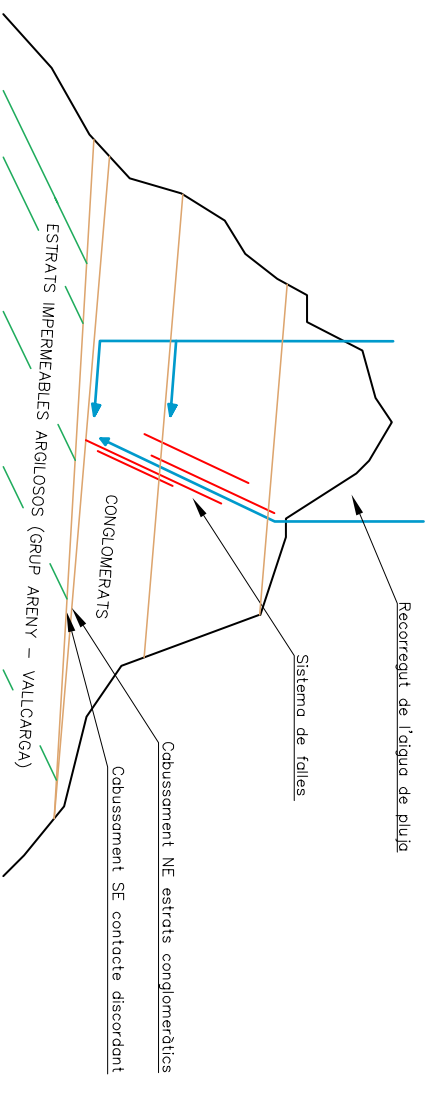 Recorregut de l'aigua de pluja
Sistema de falles
Cabussament NE estrats conglomeràtics
Cabussament SE contacte discordant
CONGLOMERATS
ESTRATS IMPERMEABLES ARGILOSOS (GRUP ARENY - VALLCARGA)